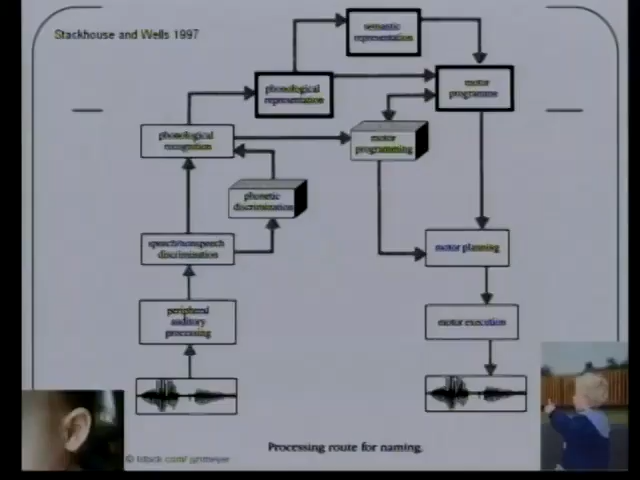 Stackhouse and Wells 1997
semantic
representation
phonological
representation
motor
programme
phonological
recognition
motor
programming
phonetic
discrimination
speech/nonspeech
discrimination
motor planning
peripheral
auditory
processing
motor execution
Processing route for naming.